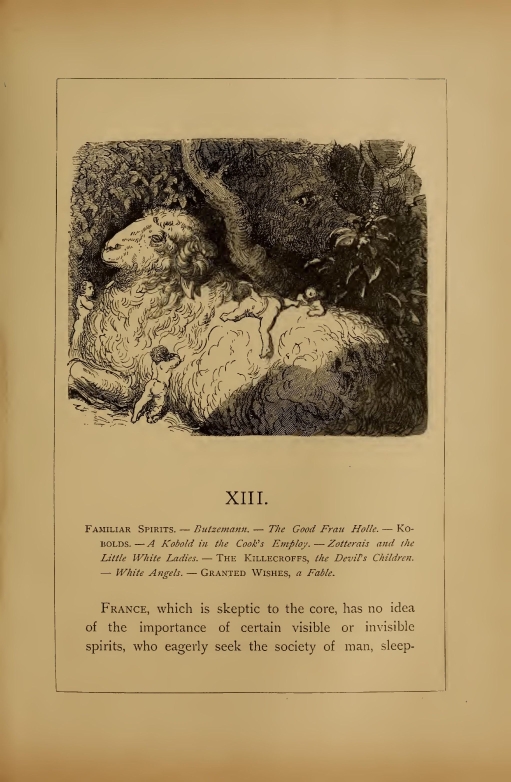 XIII.
FAMILIAR SPIRITS. — Butzemann. — The Good Frau Holle. — KO-
BOLDS. — A Kobold in the Cook's Employ. — Zotterais and the
Little White Ladies. — THE KILLECROFFS, the Devil's Children.
— White Angels. — GRANTED WISHES, a Fable.
FRANCE, which is skeptic to the core, has no idea
of the importance of certain visible or invisible
spirits, who eagerly seek the society of man, sleep-